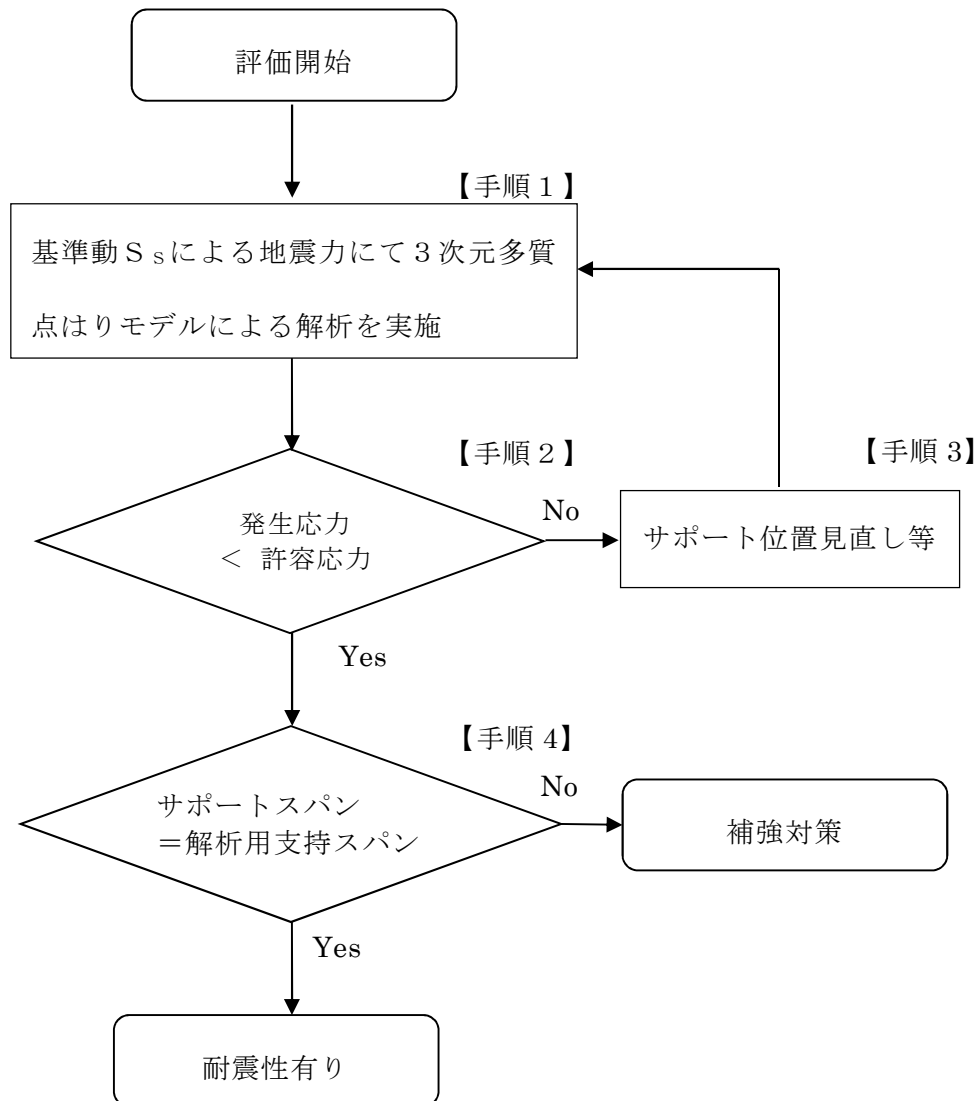 評価開始
【手順１】
基準動Ｓｓによる地震力にて３次元多質
点はりモデルによる解析を実施
【手順２】
発生応力
< 許容応力
No
【手順 3】
サポート位置見直し等
Yes
【手順 4】
サポートスパン
＝解析用支持スパン
No
補強対策
Yes
耐震性有り